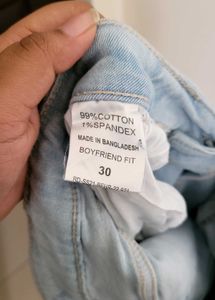 99%COTTON
1%SPANDEX
MADE IN BANGLADESH
BOYFRIEND FIT
30